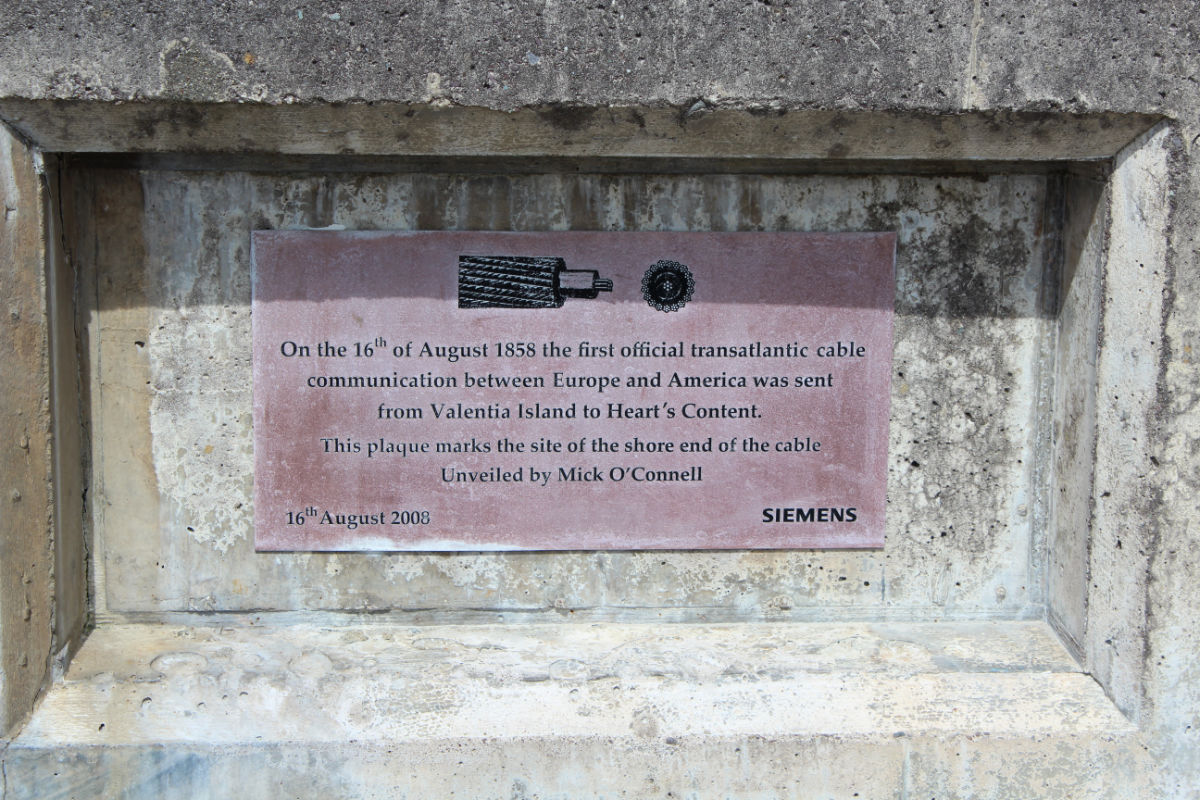 On the 16th of August 1858 the first official transatlantic cable
communication between Europe and America was sent
from Valentia Island to Heart's Content.
This plaque marks the site of the shore end of the cable
Unveiled by Mick O'Connell
16th August 2008
SIEMENS